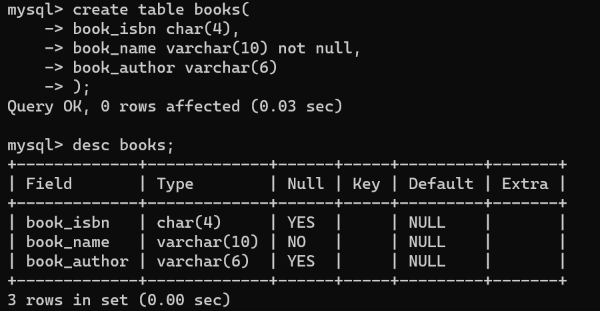 mysql> create table books(
    -> book_isbn char(4),
    -> book_name varchar(10) not null,
    -> book_author varchar(6)
    -> );
Query OK, 0 rows affected (0.03 sec)

mysql> desc books;
+-------------+-------------+------+-----+---------+-------+
| Field       | Type        | Null | Key | Default | Extra |
+-------------+-------------+------+-----+---------+-------+
| book_isbn   | char(4)     | YES  |     | NULL    |       |
| book_name   | varchar(10) | NO   |     | NULL    |       |
| book_author | varchar(6)  | YES  |     | NULL    |       |
+-------------+-------------+------+-----+---------+-------+
3 rows in set (0.00 sec)